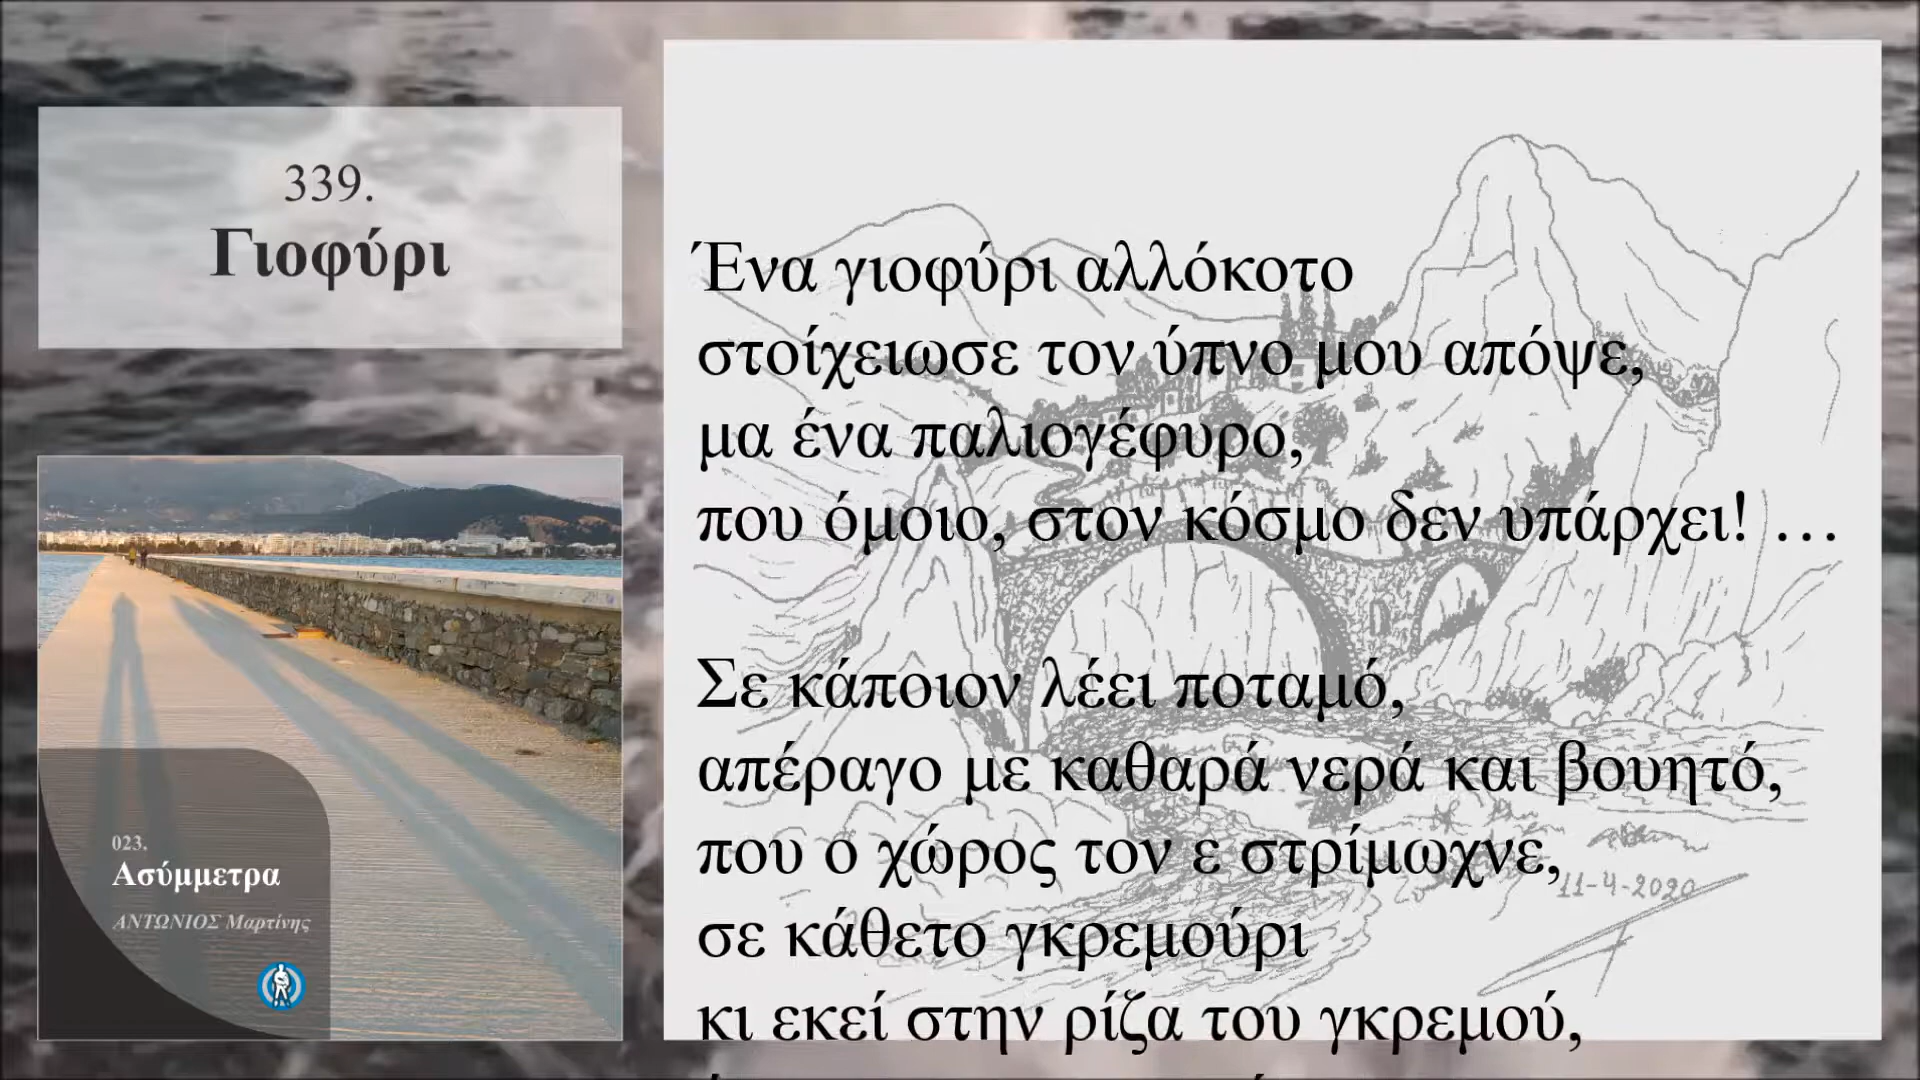 339.
Γιοφύρι
023.
Ασύμμετρα
ΑΝΤΩΝΙΟΣ Μαρτίνης
Ένα γιοφύρι αλλόκοτο
στοίχειωσε τον ύπνο μου απόψε,
μα ένα παλιογέφυρο,
που όμοιο, στον κόσμο δεν υπάρχει! …
Σε κάποιον λέει ποταμό,
απέραγο με καθαρά νερά και βουητό,
που ο χώρος τον ε στρίμωχνε,
σε κάθετο γκρεμούρι
κι εκεί στην ρίζα του γκρεμού,
11-4-2020